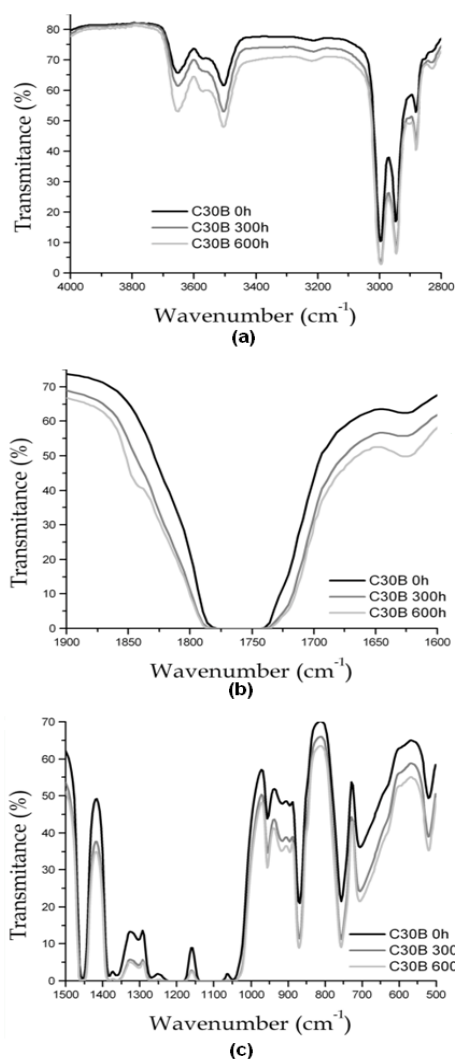 Transmitance (%)
90
80
70
60
50
40
30
20
10
0
C30B 0h
C30B 300h
C30B 600h
4000
3800
3600
3400
3200
3000
2800
Wavenumber (cm-1)
(a)
Transmitance (%)
70
60
50
40
30
20
10
0
C30B 0h
C30B 300h
C30B 600h
1900
1850
1800
1750
1700
1650
1600
Wavenumber (cm-1)
(b)
Transmitance (%)
70
60
50
40
30
20
10
0
C30B 0h
C30B 300
C30B 600
1500
1400
1300
1200
1100
1000
900
800
700
600
500
Wavenumber (cm-1)
(c)